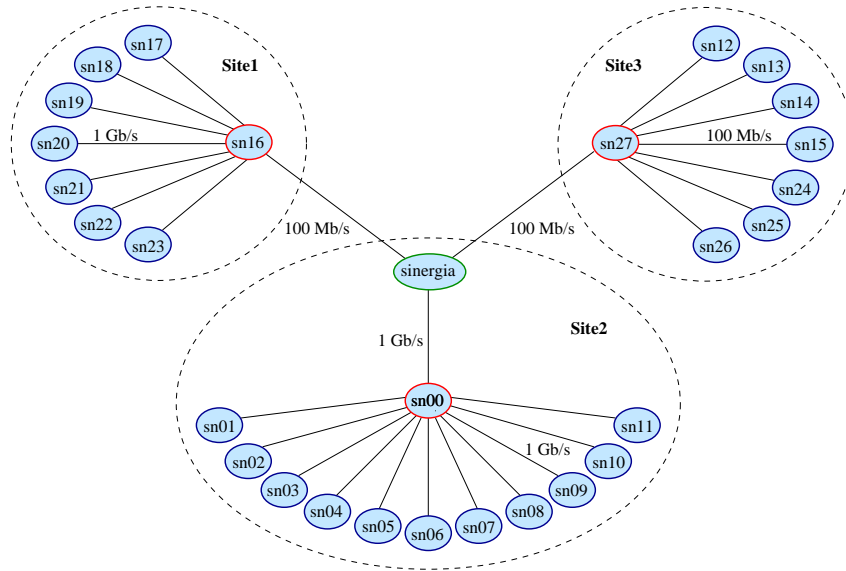 sn17
sn18
Site1
sn19
1 Gb/s
sn20
sn16
sn21
sn22
sn23
100 Mb/s
sn12
Site3
sn13
sn14
100 Mb/s
sn15
sn27
sn24
sn25
sn26
100 Mb/s
sinergia
Site2
1 Gb/s
sn00
sn01
sn11
sn02
1 Gb/s
sn10
sn03
sn09
sn04
sn08
sn05
sn07
sn06